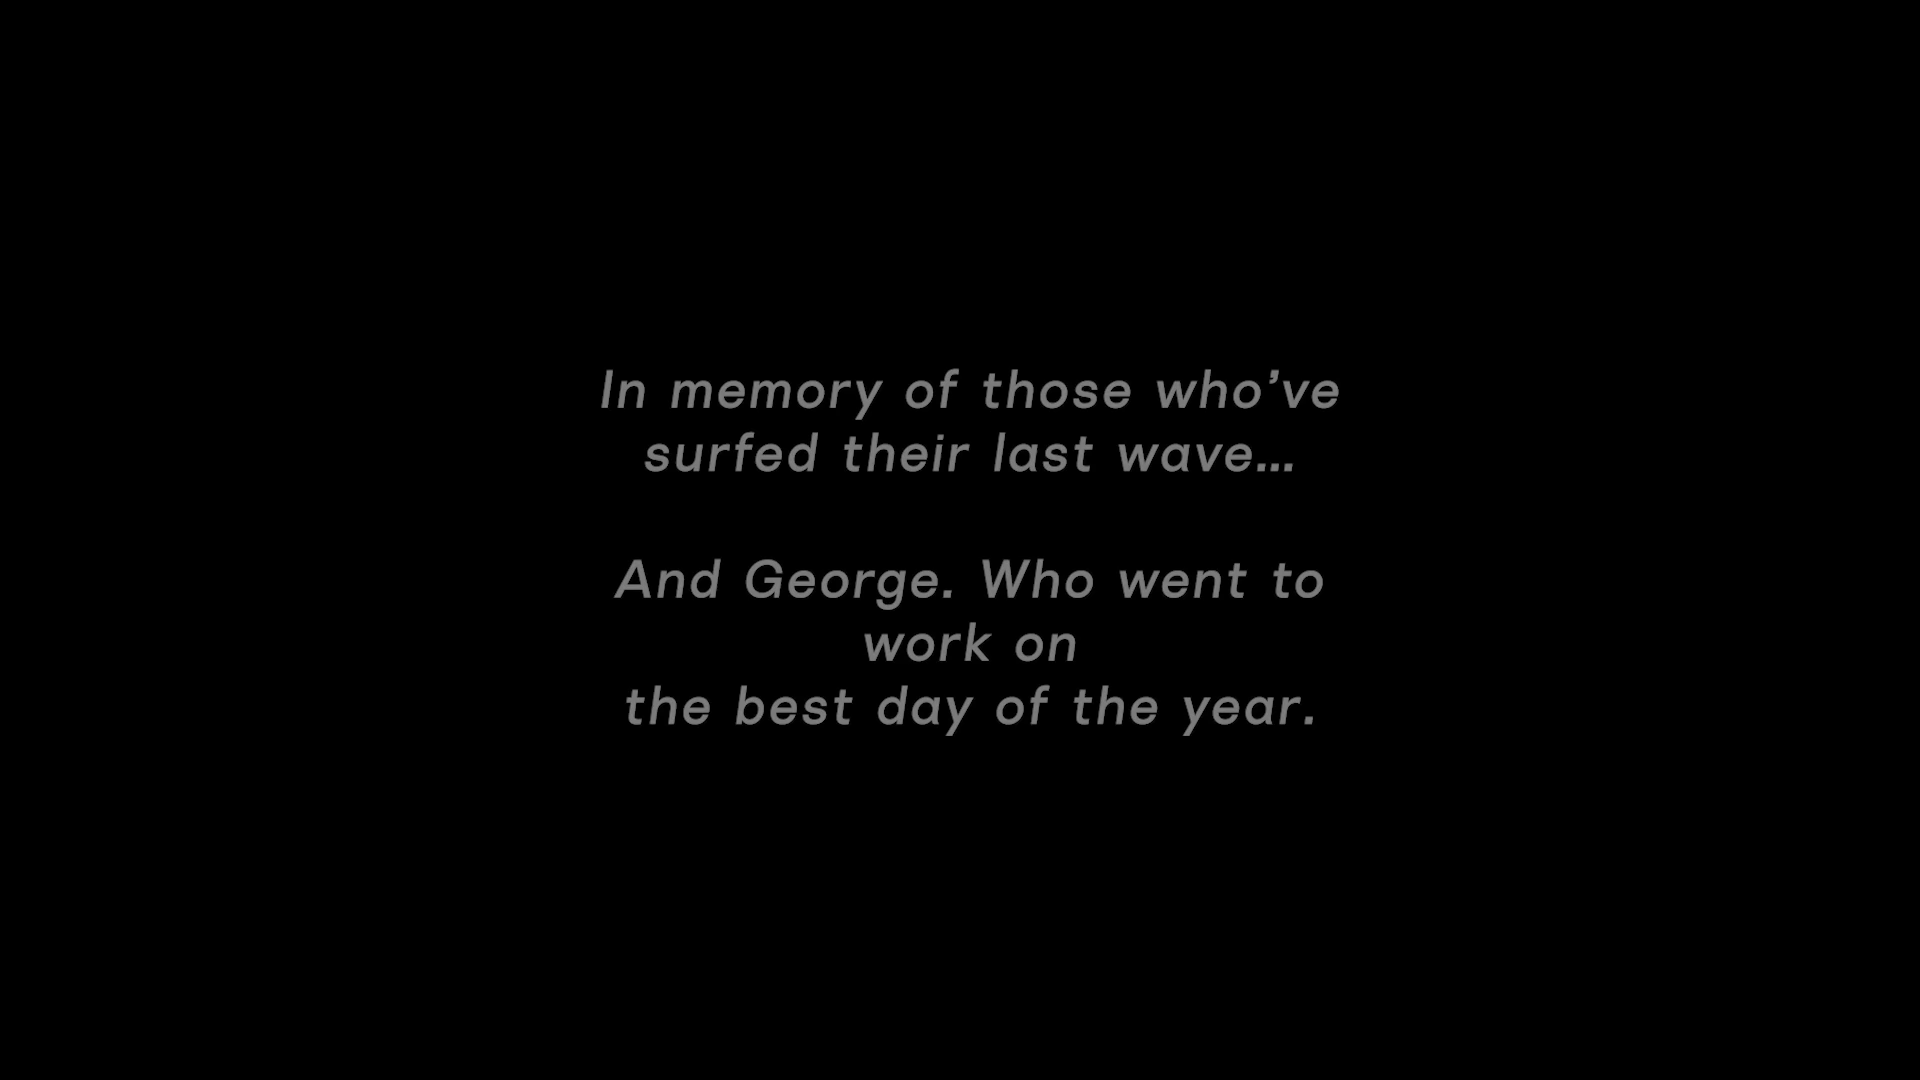 In memory of those who’ve
surfed their last wave…
And George. Who went to
work on
the best day of the year.